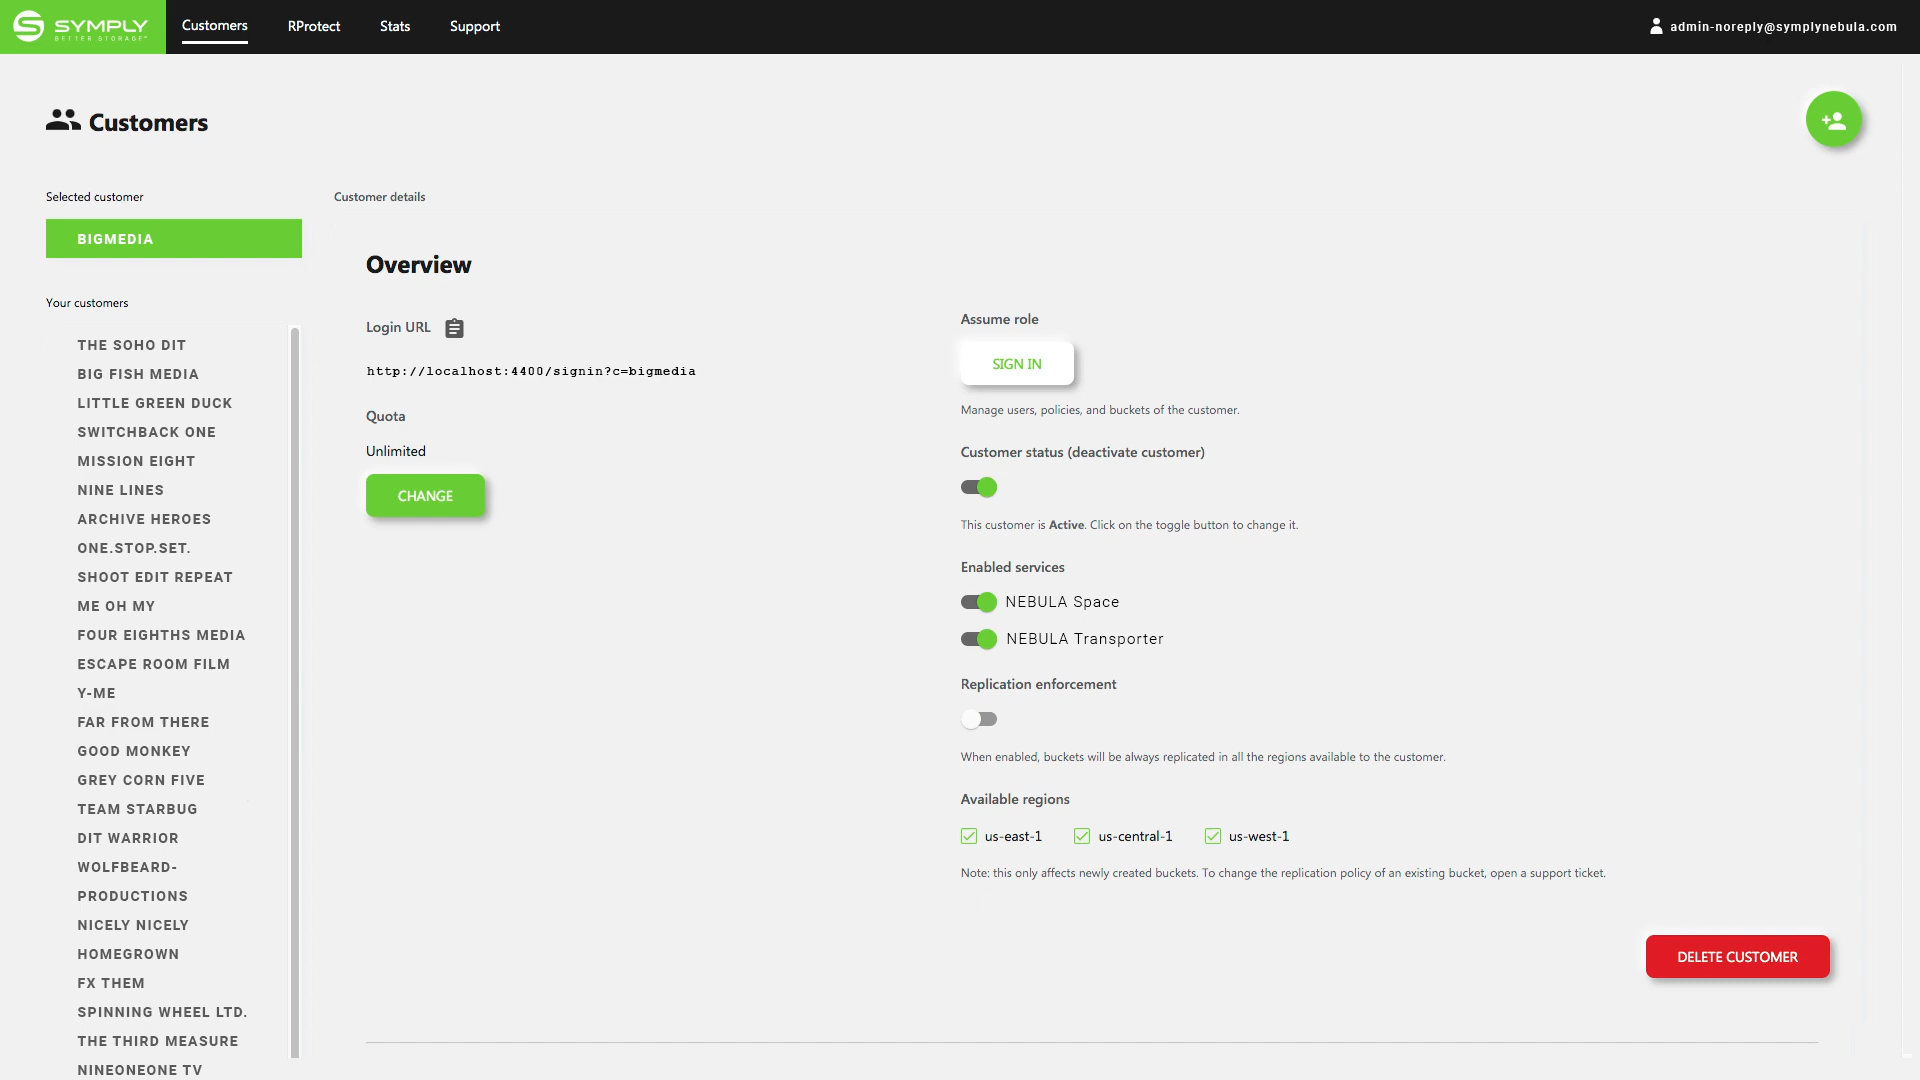 SYMPLY
BETTER STORAGE
Customers
RProtect
Stats
Support
admin-noreply@symplynebula.com
Customers
Selected customer
BIGMEDIA
Your customers
THE SOHO DIT
BIG FISH MEDIA
LITTLE GREEN DUCK
SWITCHBACK ONE
MISSION EIGHT
NINE LINES
ARCHIVE HEROES
ONE.STOP.SET.
SHOOT EDIT REPEAT
ME OH MY
FOUR EIGHTHS MEDIA
ESCAPE ROOM FILM
Y-ME
FAR FROM THERE
GOOD MONKEY
GREY CORN FIVE
TEAM STARBUG
DIT WARRIOR
WOLFBEARD-
PRODUCTIONS
NICELY NICELY
HOMEGROWN
FX THEM
SPINNING WHEEL LTD.
THE THIRD MEASURE
NINEONEONE TV
Customer details
Overview
Login URL
http://localhost:4400/signin?c=bigmedia
Quota
Unlimited
CHANGE
Assume role
SIGN IN
Manage users, policies, and buckets of the customer.
Customer status (deactivate customer)
This customer is Active. Click on the toggle button to change it.
Enabled services
NEBULA Space
NEBULA Transporter
Replication enforcement
When enabled, buckets will be always replicated in all the regions available to the customer.
Available regions
us-east-1
us-central-1
us-west-1
Note: this only affects newly created buckets. To change the replication policy of an existing bucket, open a support ticket.
DELETE CUSTOMER